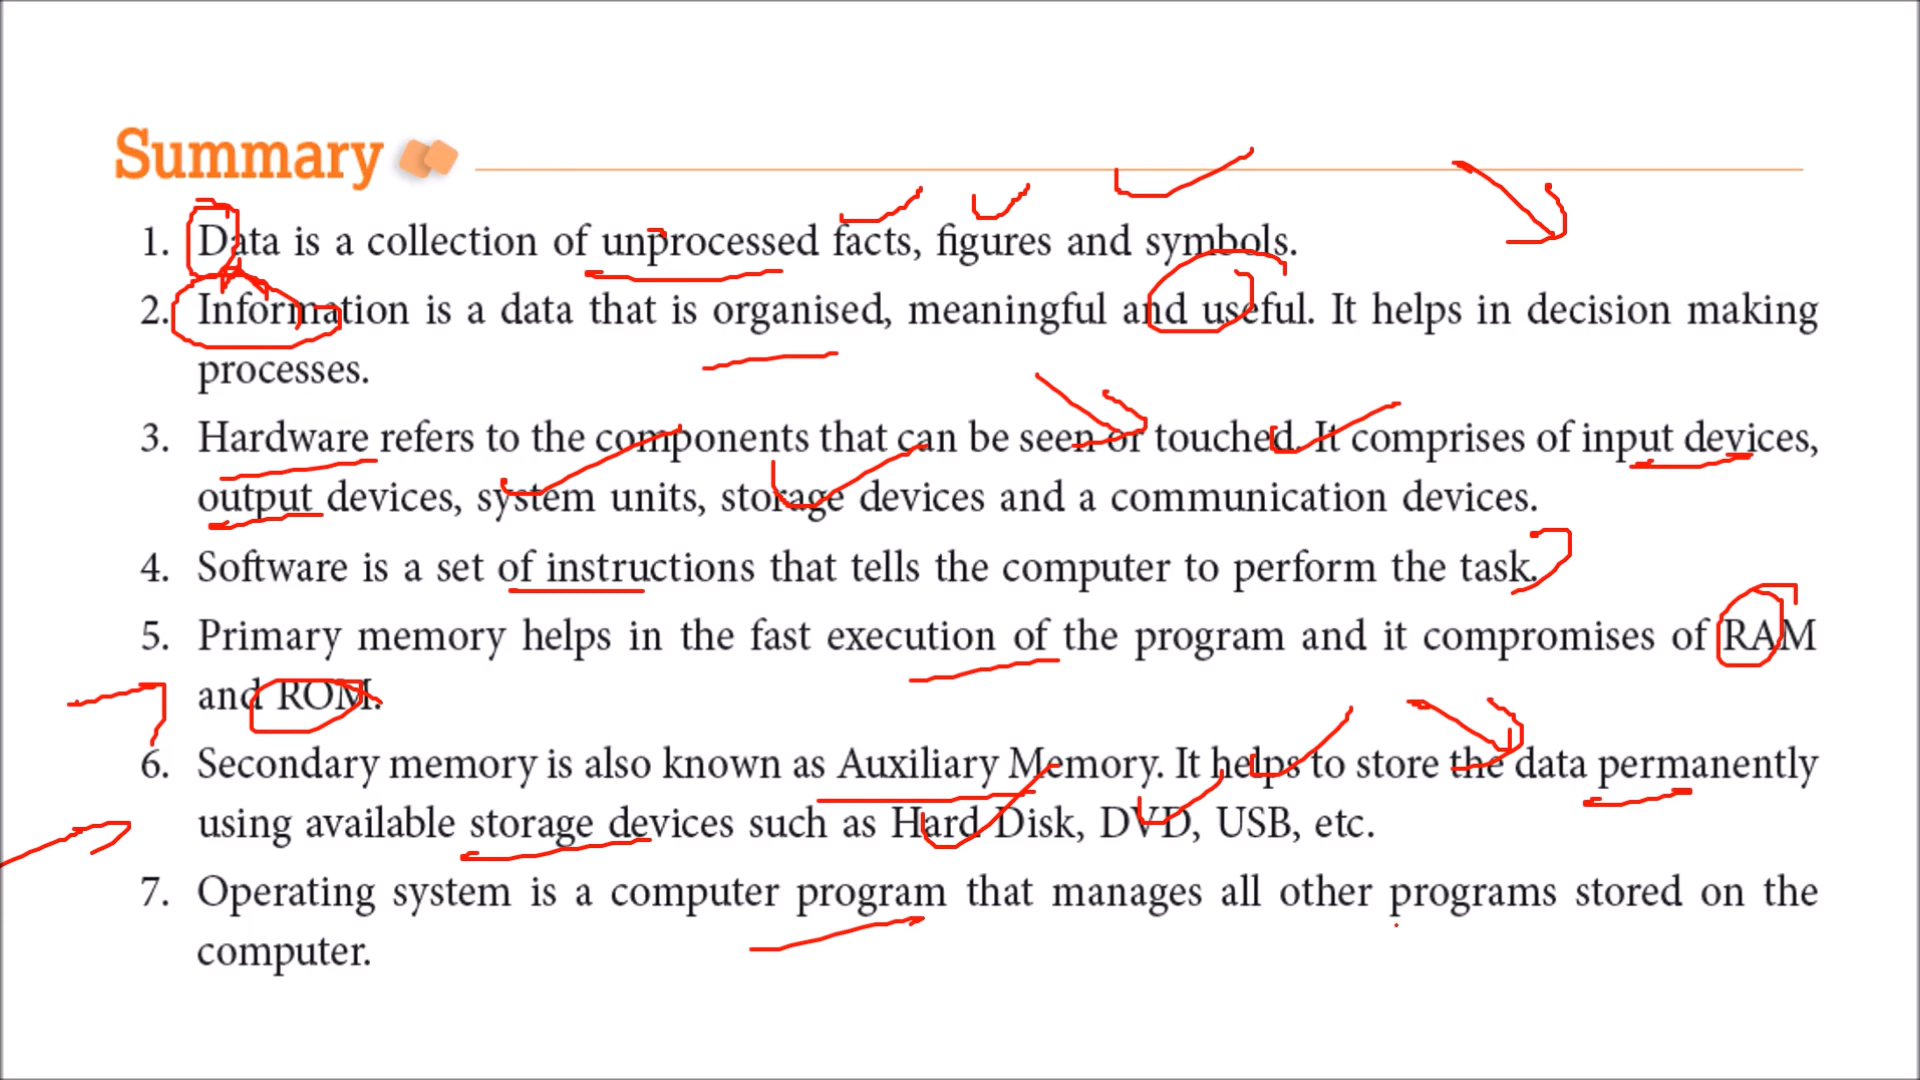 Summary
1. Data is a collection of unprocessed facts, figures and symbols.
2. Information is a data that is organised, meaningful and useful. It helps in decision making
processes.
3. Hardware refers to the components that can be seen or touched. It comprises of input devices,
output devices, system units, storage devices and a communication devices.
4. Software is a set of instructions that tells the computer to perform the task.
5. Primary memory helps in the fast execution of the program and it compromises of RAM
and ROM.
6. Secondary memory is also known as Auxiliary Memory. It helps to store the data permanently
using available storage devices such as Hard Disk, DVD, USB, etc.
7. Operating system is a computer program that manages all other programs stored on the
computer.